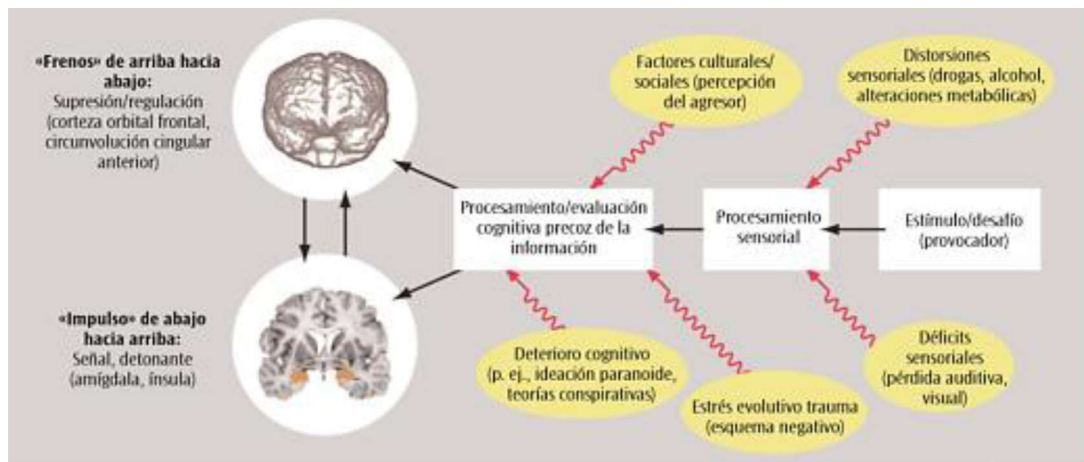 «Frenos» de arriba hacia
abajo:
Supresión/regulación
(corteza orbital frontal,
circunvolución cingular
anterior)
«Impulso» de abajo
hacia arriba:
Señal, detonante
(amígdala, ínsula)
Factores culturales/
sociales (percepción
del agresor)
Distorsiones
sensoriales (drogas, alcohol,
alteraciones metabólicas)
Procesamiento/evaluación
cognitiva precoz de la
información
Procesamiento
sensorial
Estímulo/desafío
(provocador)
Deterioro cognitivo
(p. ej., ideación paranoide,
teorías conspirativas)
Estrés evolutivo trauma
(esquema negativo)
Déficits
sensoriales
(pérdida auditiva,
visual)